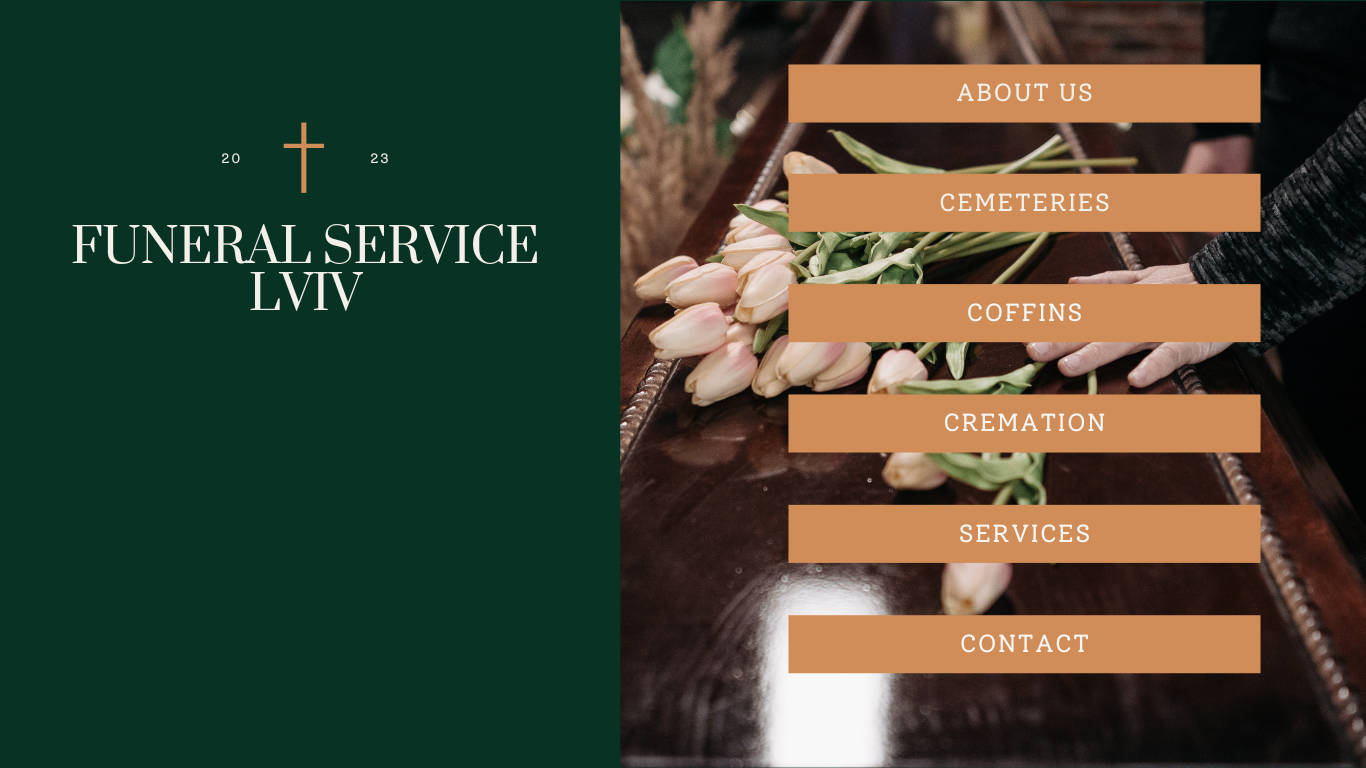 20 23
FUNERAL SERVICE
LVIV
ABOUT US
CEMETERIES
COFFINS
CREMATION
SERVICES
CONTACT